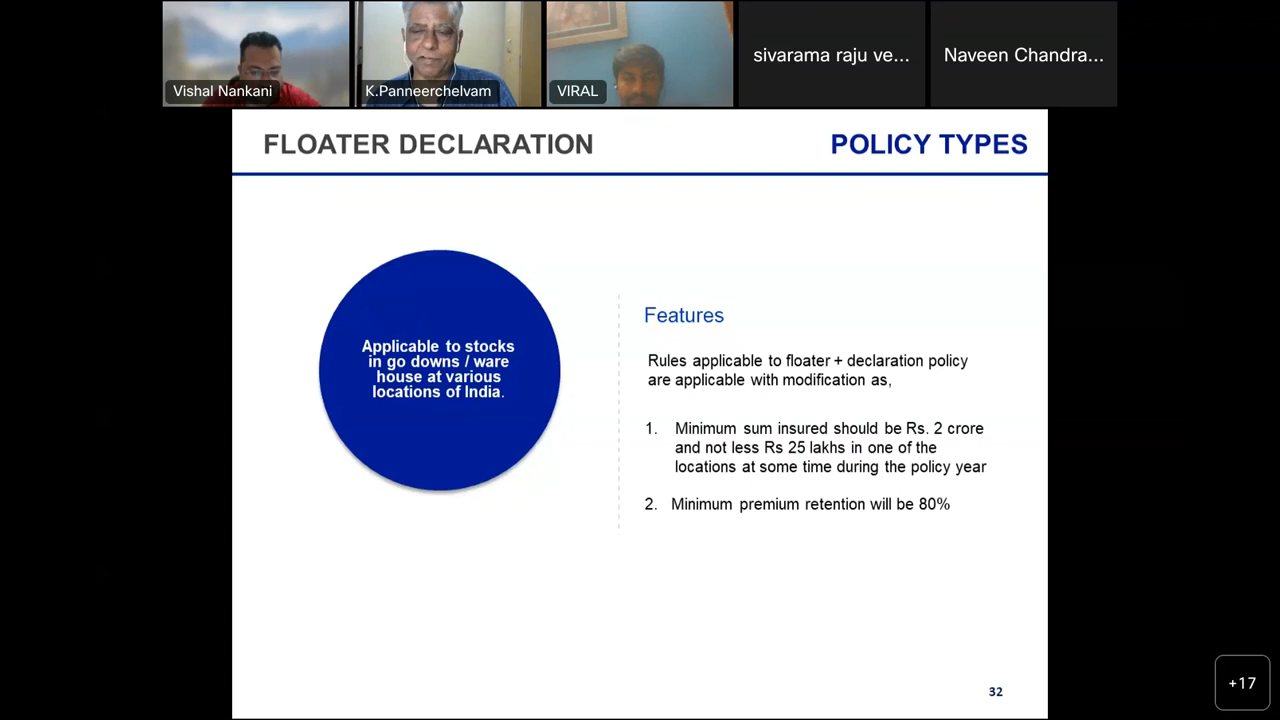 Vishal Nankani
K.Panneerchelvam
VIRAL
sivarama raju ve...
Naveen Chandra...
FLOATER DECLARATION
POLICY TYPES
Applicable to stocks
in go downs / ware
house at various
locations of India.
Features
Rules applicable to floater + declaration policy
are applicable with modification as,
1. Minimum sum insured should be Rs. 2 crore
and not less Rs 25 lakhs in one of the
locations at some time during the policy year
2. Minimum premium retention will be 80%
32
+17